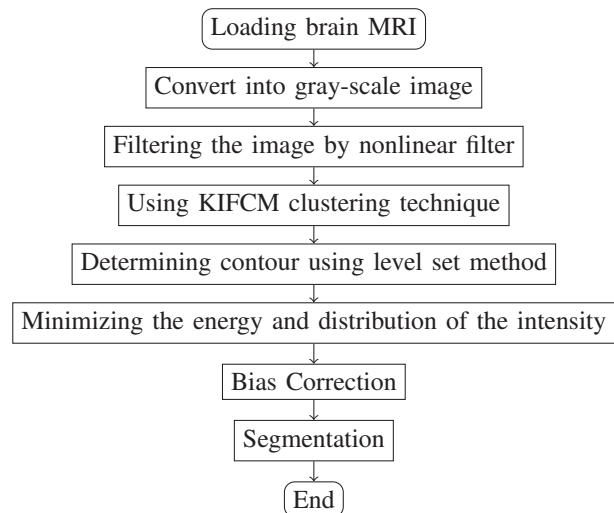 Loading brain MRI
Convert into gray-scale image
Filtering the image by nonlinear filter
Using KIFCM clustering technique
Determining contour using level set method
Minimizing the energy and distribution of the intensity
Bias Correction
Segmentation
End